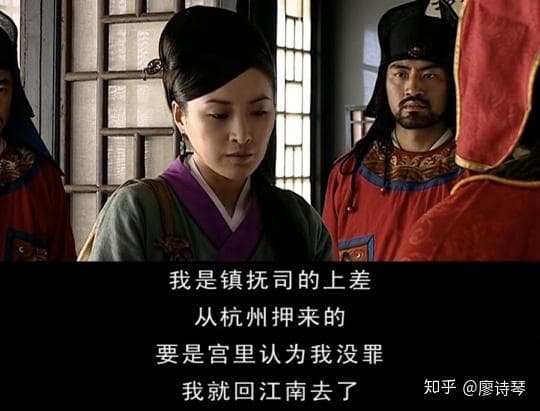 我是镇抚司的上差
从杭州押来的
要是宫里认为我没罪
我就回江南去了
知乎 @廖诗琴